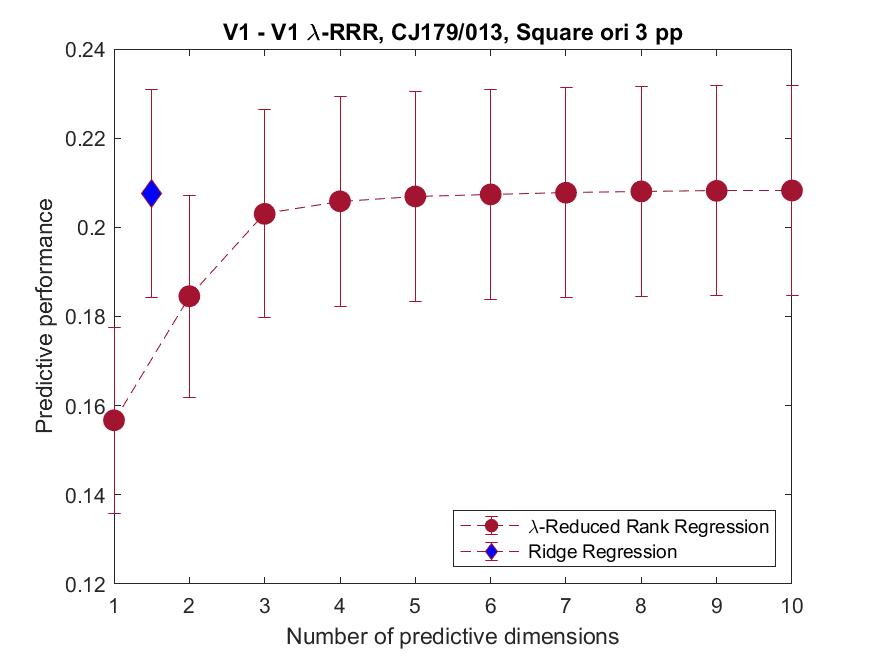 V1 - V1 λ-RRR, CJ179/013, Square ori 3 pp
0.24
0.22
0.2
0.18
0.16
0.14
0.12
Predictive performance
λ-Reduced Rank Regression
Ridge Regression
1 2 3 4 5 6 7 8 9 10
Number of predictive dimensions